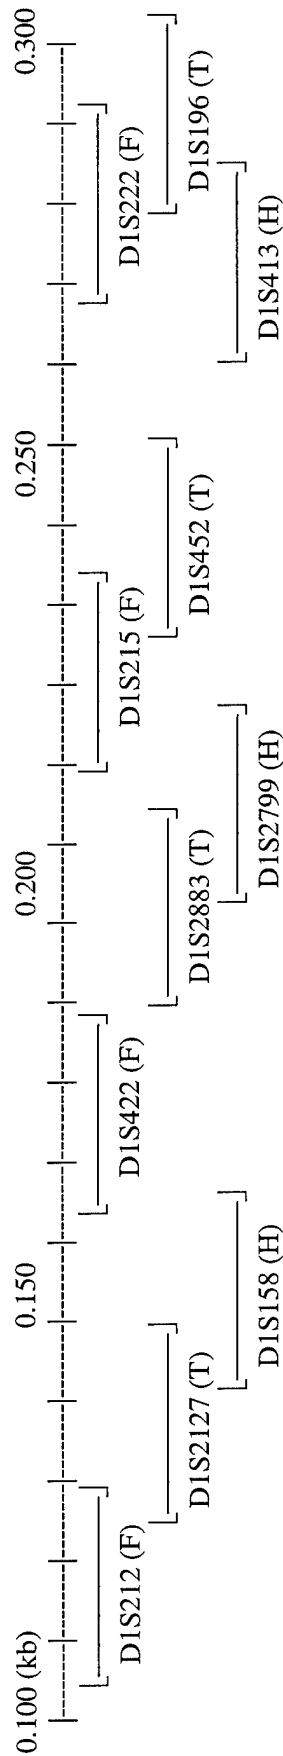 0.100 (kb)
0.150
0.200
0.250
0.300
D1S212 (F)
D1S422 (F)
D1S215 (F)
D1S222 (F)
D1S2127 (T)
D1S2883 (T)
D1S452 (T)
D1S196 (T)
D1S158 (H)
D1S2799 (H)
D1S413 (H)